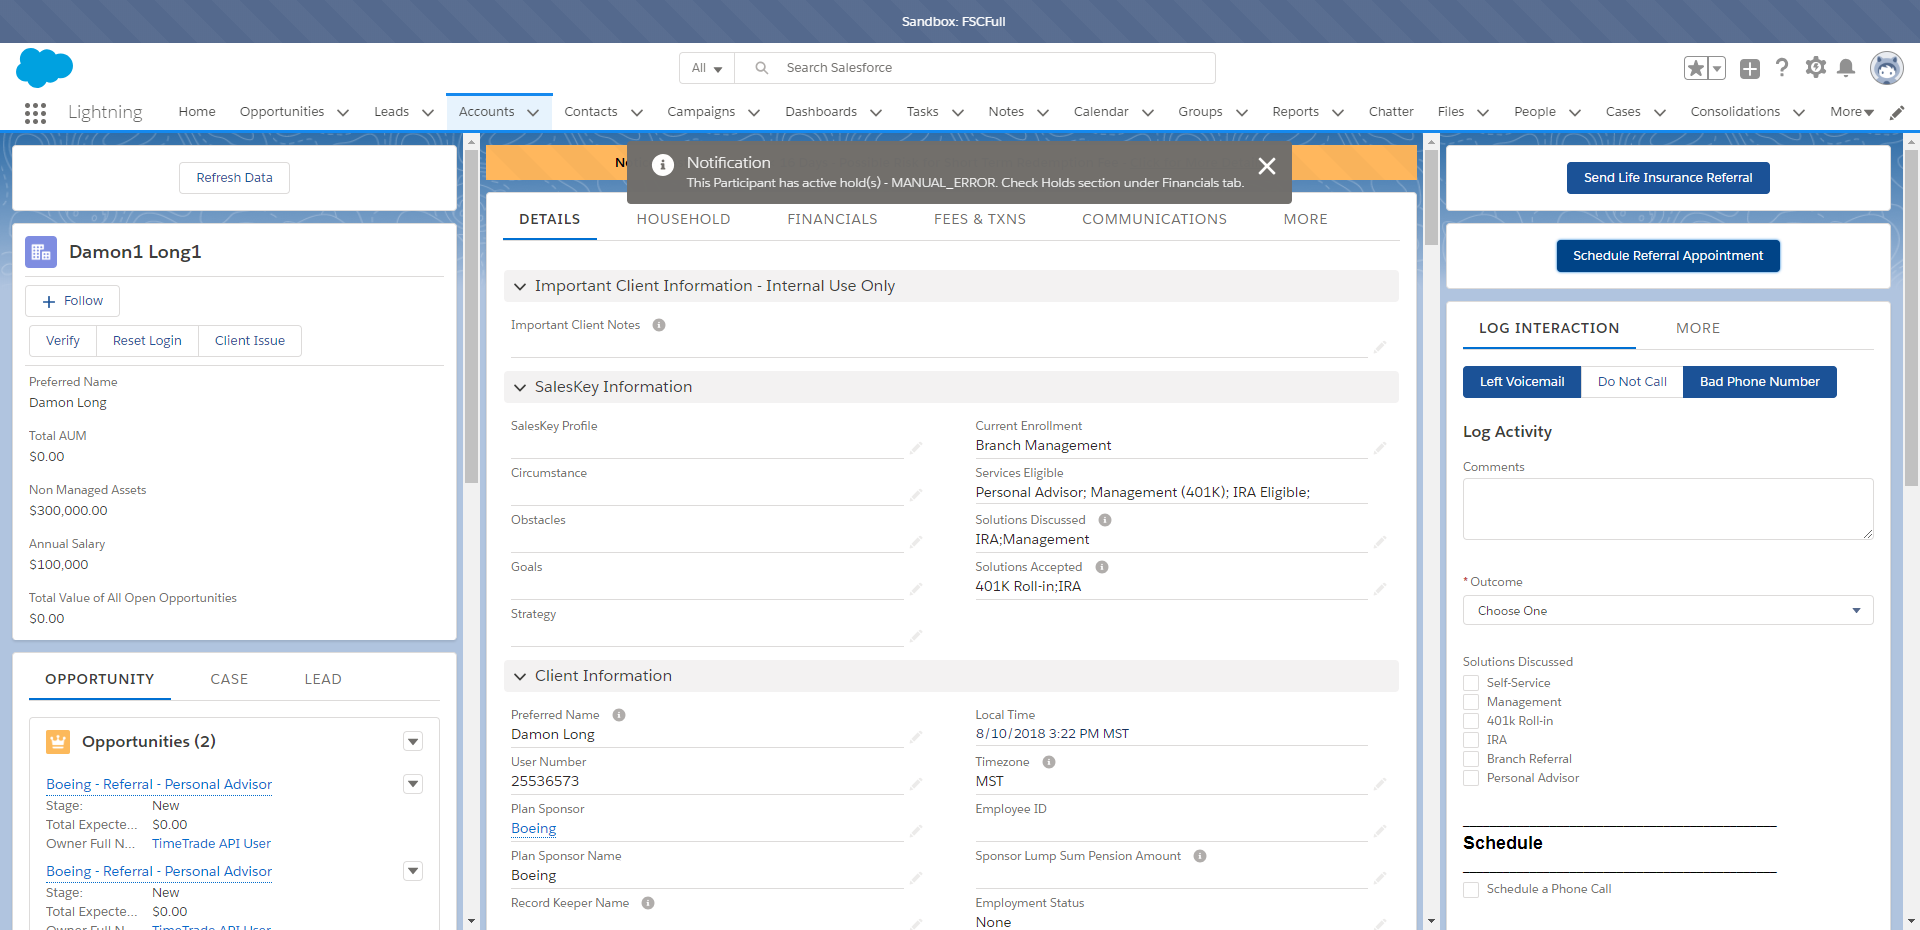 Sandbox: FSCFull
All
Search Salesforce
Lightning
Home
Opportunities
Leads
Accounts
Contacts
Campaigns
Dashboards
Tasks
Notes
Calendar
Groups
Reports
Chatter
Files
People
Cases
Consolidations
More
Refresh Data
Damon1 Long1
Follow
Verify
Reset Login
Client Issue
Preferred Name
Damon Long
Total AUM
$0.00
Non Managed Assets
$300,000.00
Annual Salary
$100,000
Total Value of All Open Opportunities
$0.00
OPPORTUNITY
CASE
LEAD
Opportunities (2)
Boeing - Referral - Personal Advisor
Stage: New
Total Expecte... $0.00
Owner Full N... TimeTrade API User
Boeing - Referral - Personal Advisor
Stage: New
Total Expecte... $0.00
Owner Full N... TimeTrade API User
Notification
This Participant has active hold(s) - MANUAL_ERROR. Check Holds section under Financials tab.
DETAILS
HOUSEHOLD
FINANCIALS
FEES & TXNS
COMMUNICATIONS
MORE
Important Client Information - Internal Use Only
Important Client Notes
SalesKey Information
SalesKey Profile
Current Enrollment
Branch Management
Circumstance
Services Eligible
Personal Advisor; Management (401K); IRA Eligible;
Obstacles
Solutions Discussed
IRA;Management
Goals
Solutions Accepted
401K Roll-in;IRA
Strategy
Client Information
Preferred Name
Damon Long
Local Time
8/10/2018 3:22 PM MST
User Number
25536573
Timezone
MST
Plan Sponsor
Boeing
Employee ID
Plan Sponsor Name
Boeing
Sponsor Lump Sum Pension Amount
Record Keeper Name
Employment Status
None
Send Life Insurance Referral
Schedule Referral Appointment
LOG INTERACTION
MORE
Left Voicemail
Do Not Call
Bad Phone Number
Log Activity
Comments
* Outcome
Choose One
Solutions Discussed
Self-Service
Management
401k Roll-in
IRA
Branch Referral
Personal Advisor
Schedule
Schedule a Phone Call